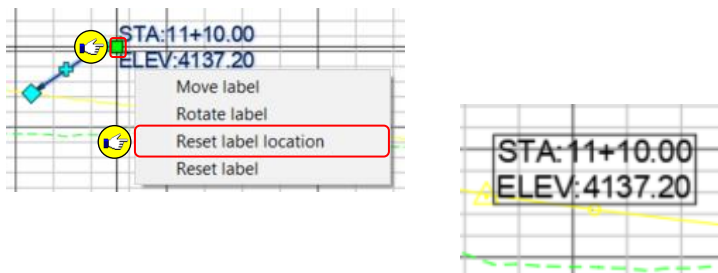 STA:11+10.00
ELEV:4137.20
Move label
Rotate label
Reset label location
Reset label
STA:11+10.00
ELEV:4137.20